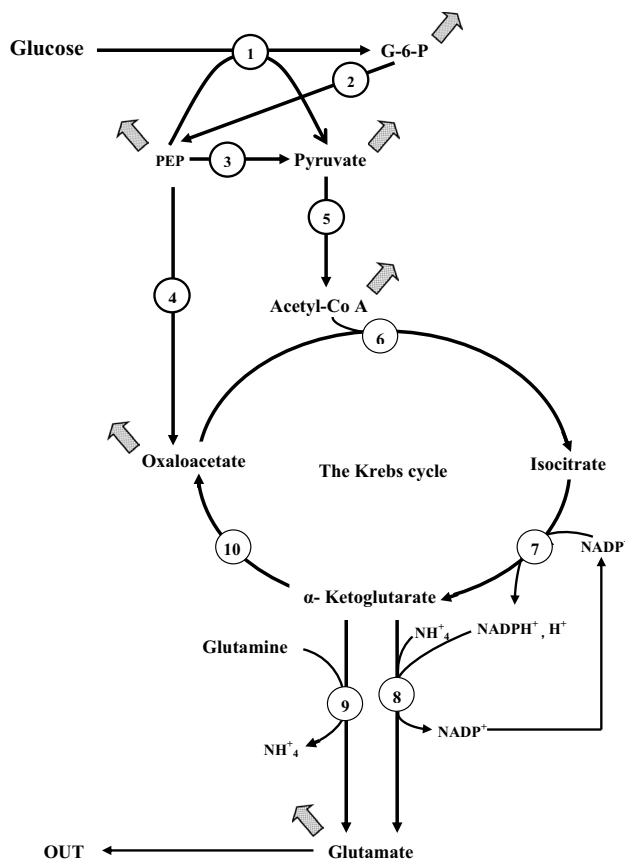 Glucose
1
G-6-P
2
PEP
3
Pyruvate
5
4
Acetyl-Co A
6
Oxaloacetate
The Krebs cycle
Isocitrate
10
7
NADP⁺
α- Ketoglutarate
Glutamine
NH⁺₄
NADPH⁺ , H⁺
9
8
NH⁺₄
NADP⁺
OUT
Glutamate